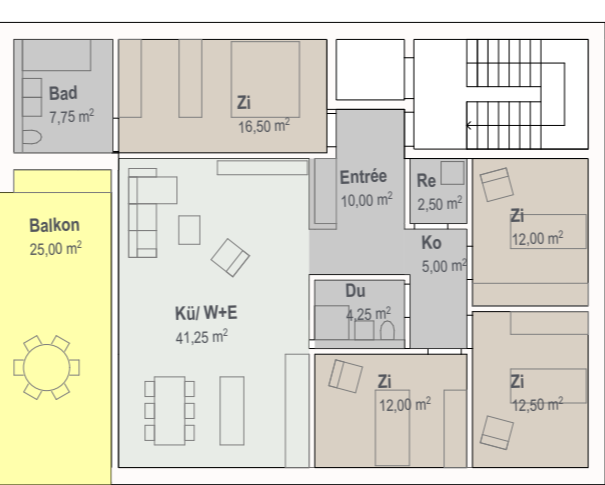 Bad
7,75 m²
Zi
16,50 m²
Entrée
10,00 m²
Re
2,50 m²
Zi
12,00 m²
Balkon
25,00 m²
Ko
5,00 m²
Du
4,25 m²
Kü/ W+E
41,25 m²
Zi
12,00 m²
Zi
12,50 m²